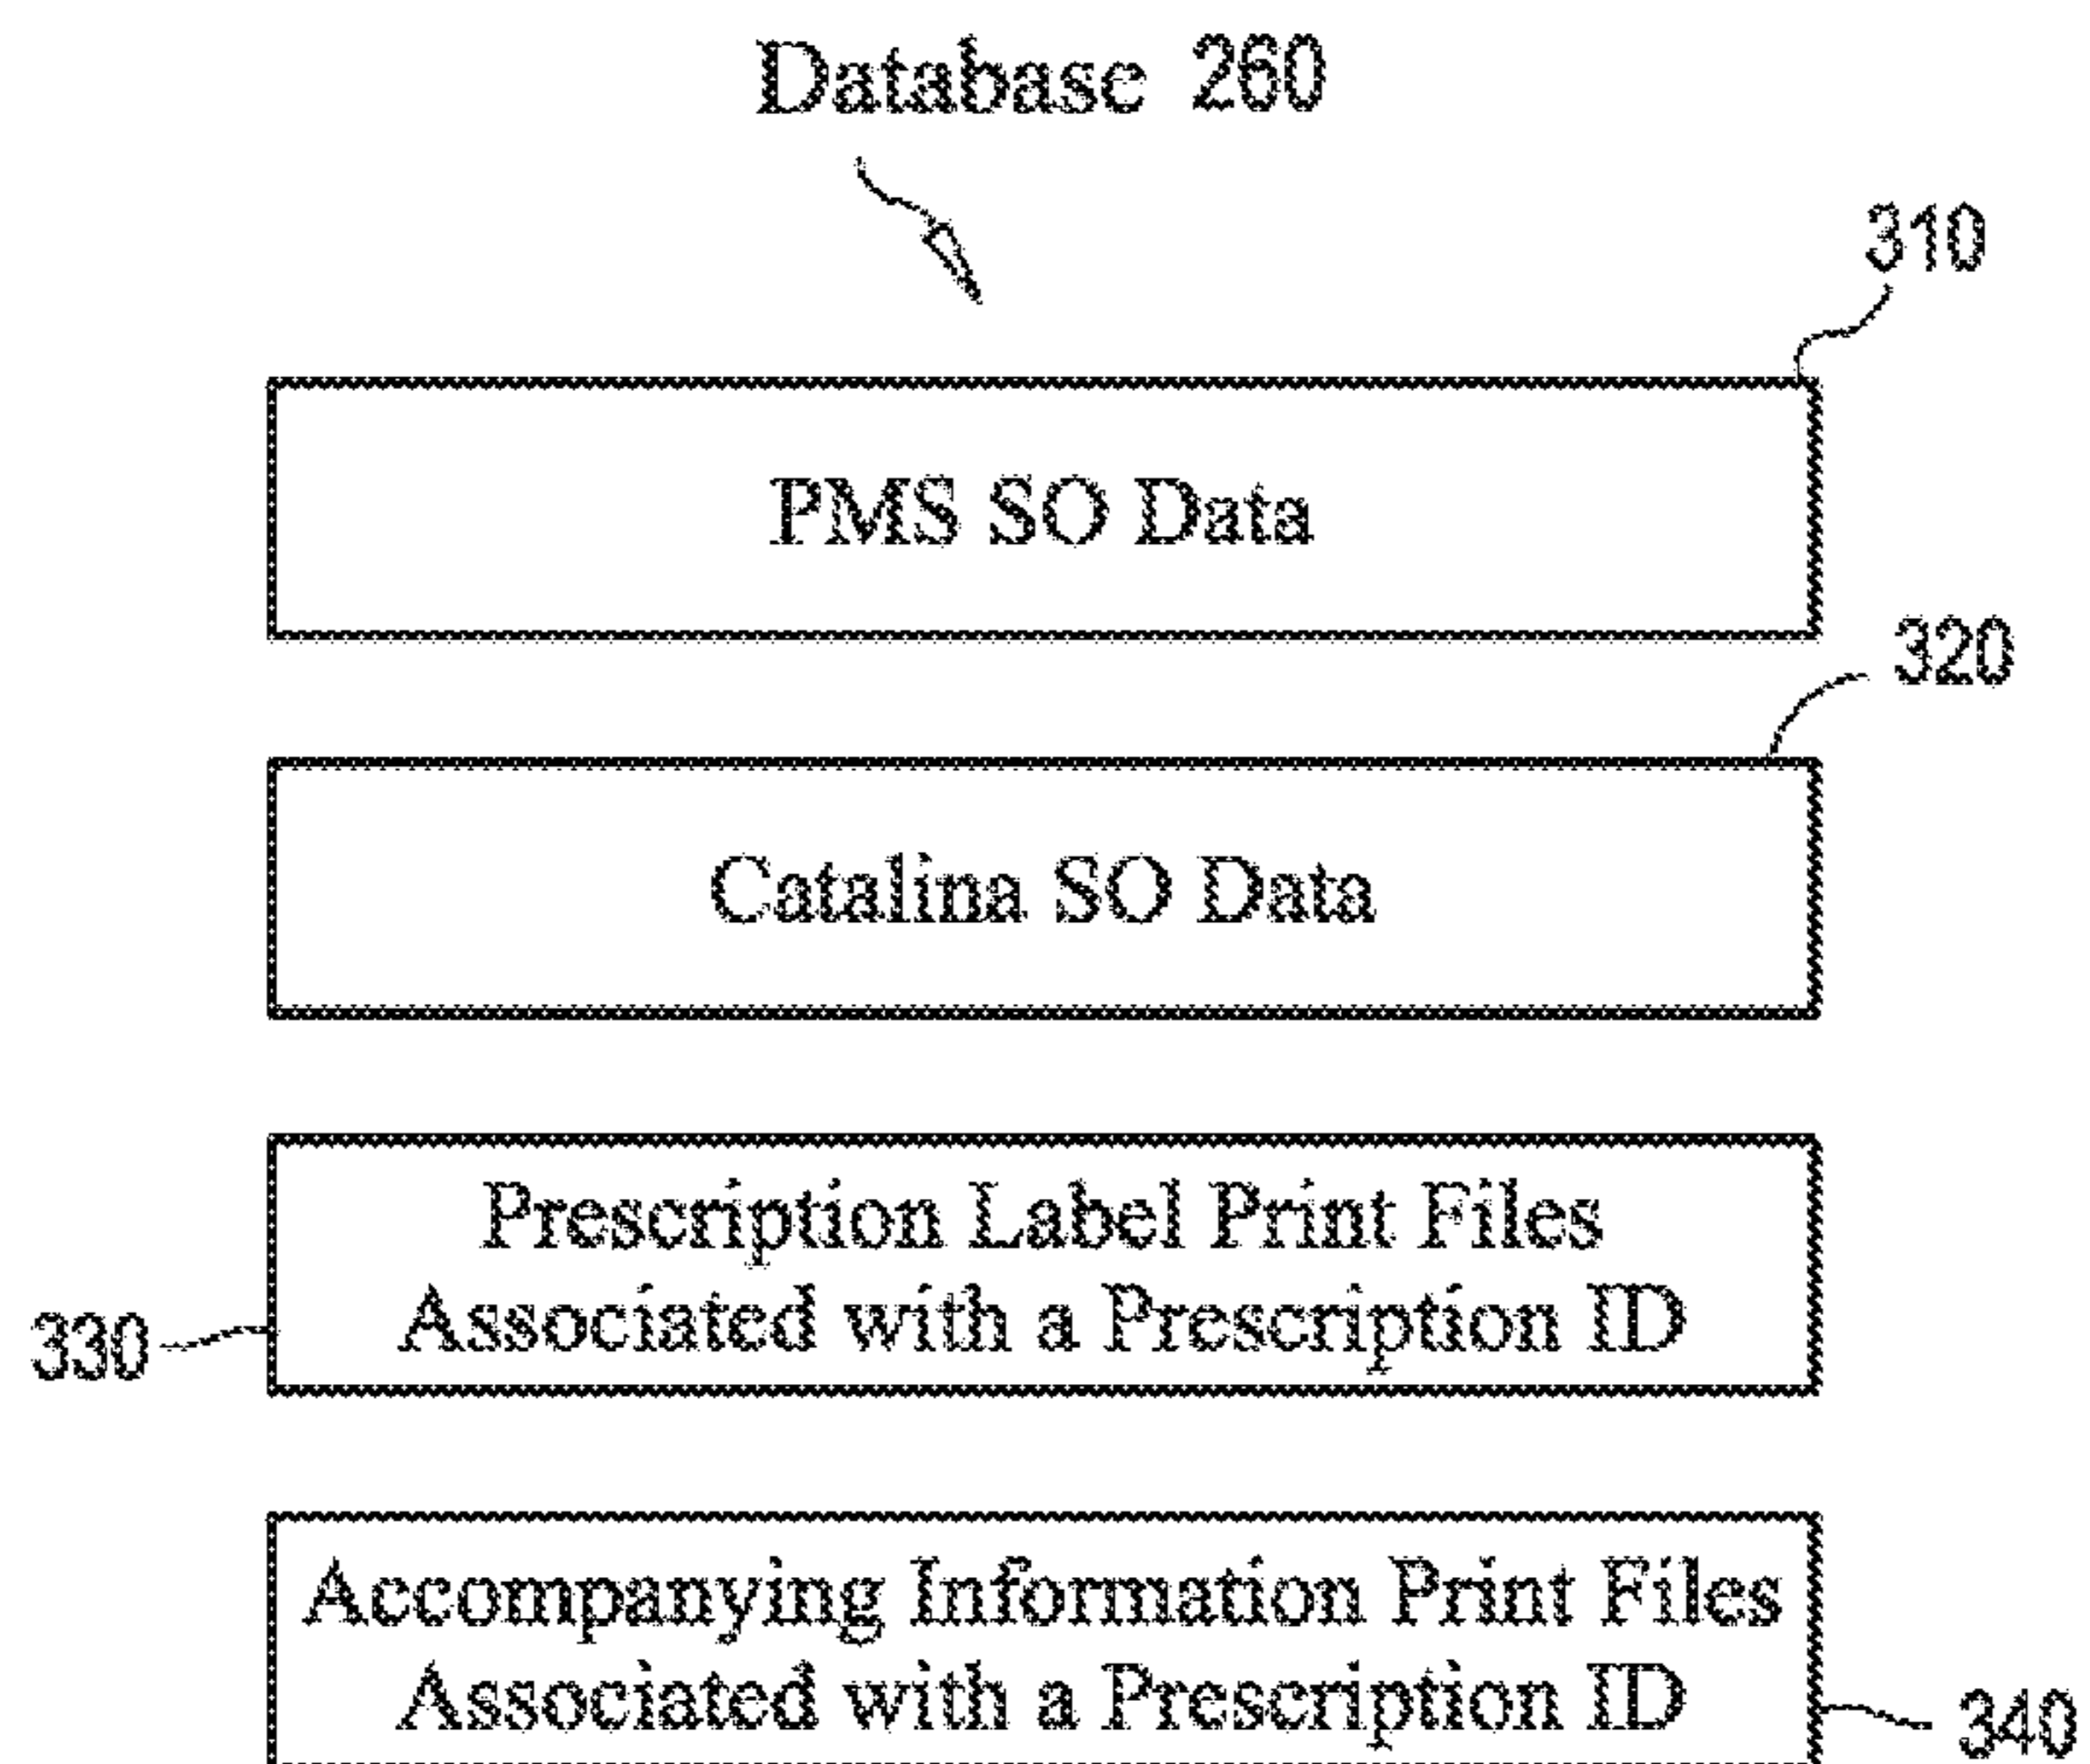 Database 260
310
PMS SO Data
320
Catalina SO Data
Prescription Label Print Files
Associated with a Prescription ID
330
Accompanying Information Print Files
Associated with a Prescription ID
340